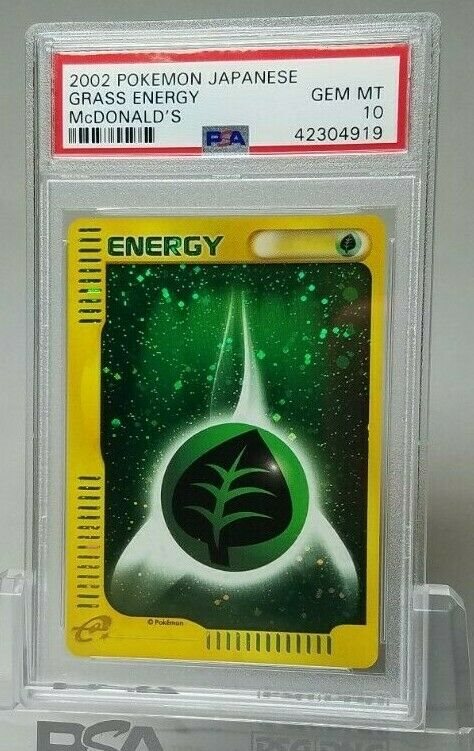 2002 POKEMON JAPANESE
GRASS ENERGY GEM MT
McDONALD'S 10
PSA 42304919
ENERGY
e
© Pokémon
PSA